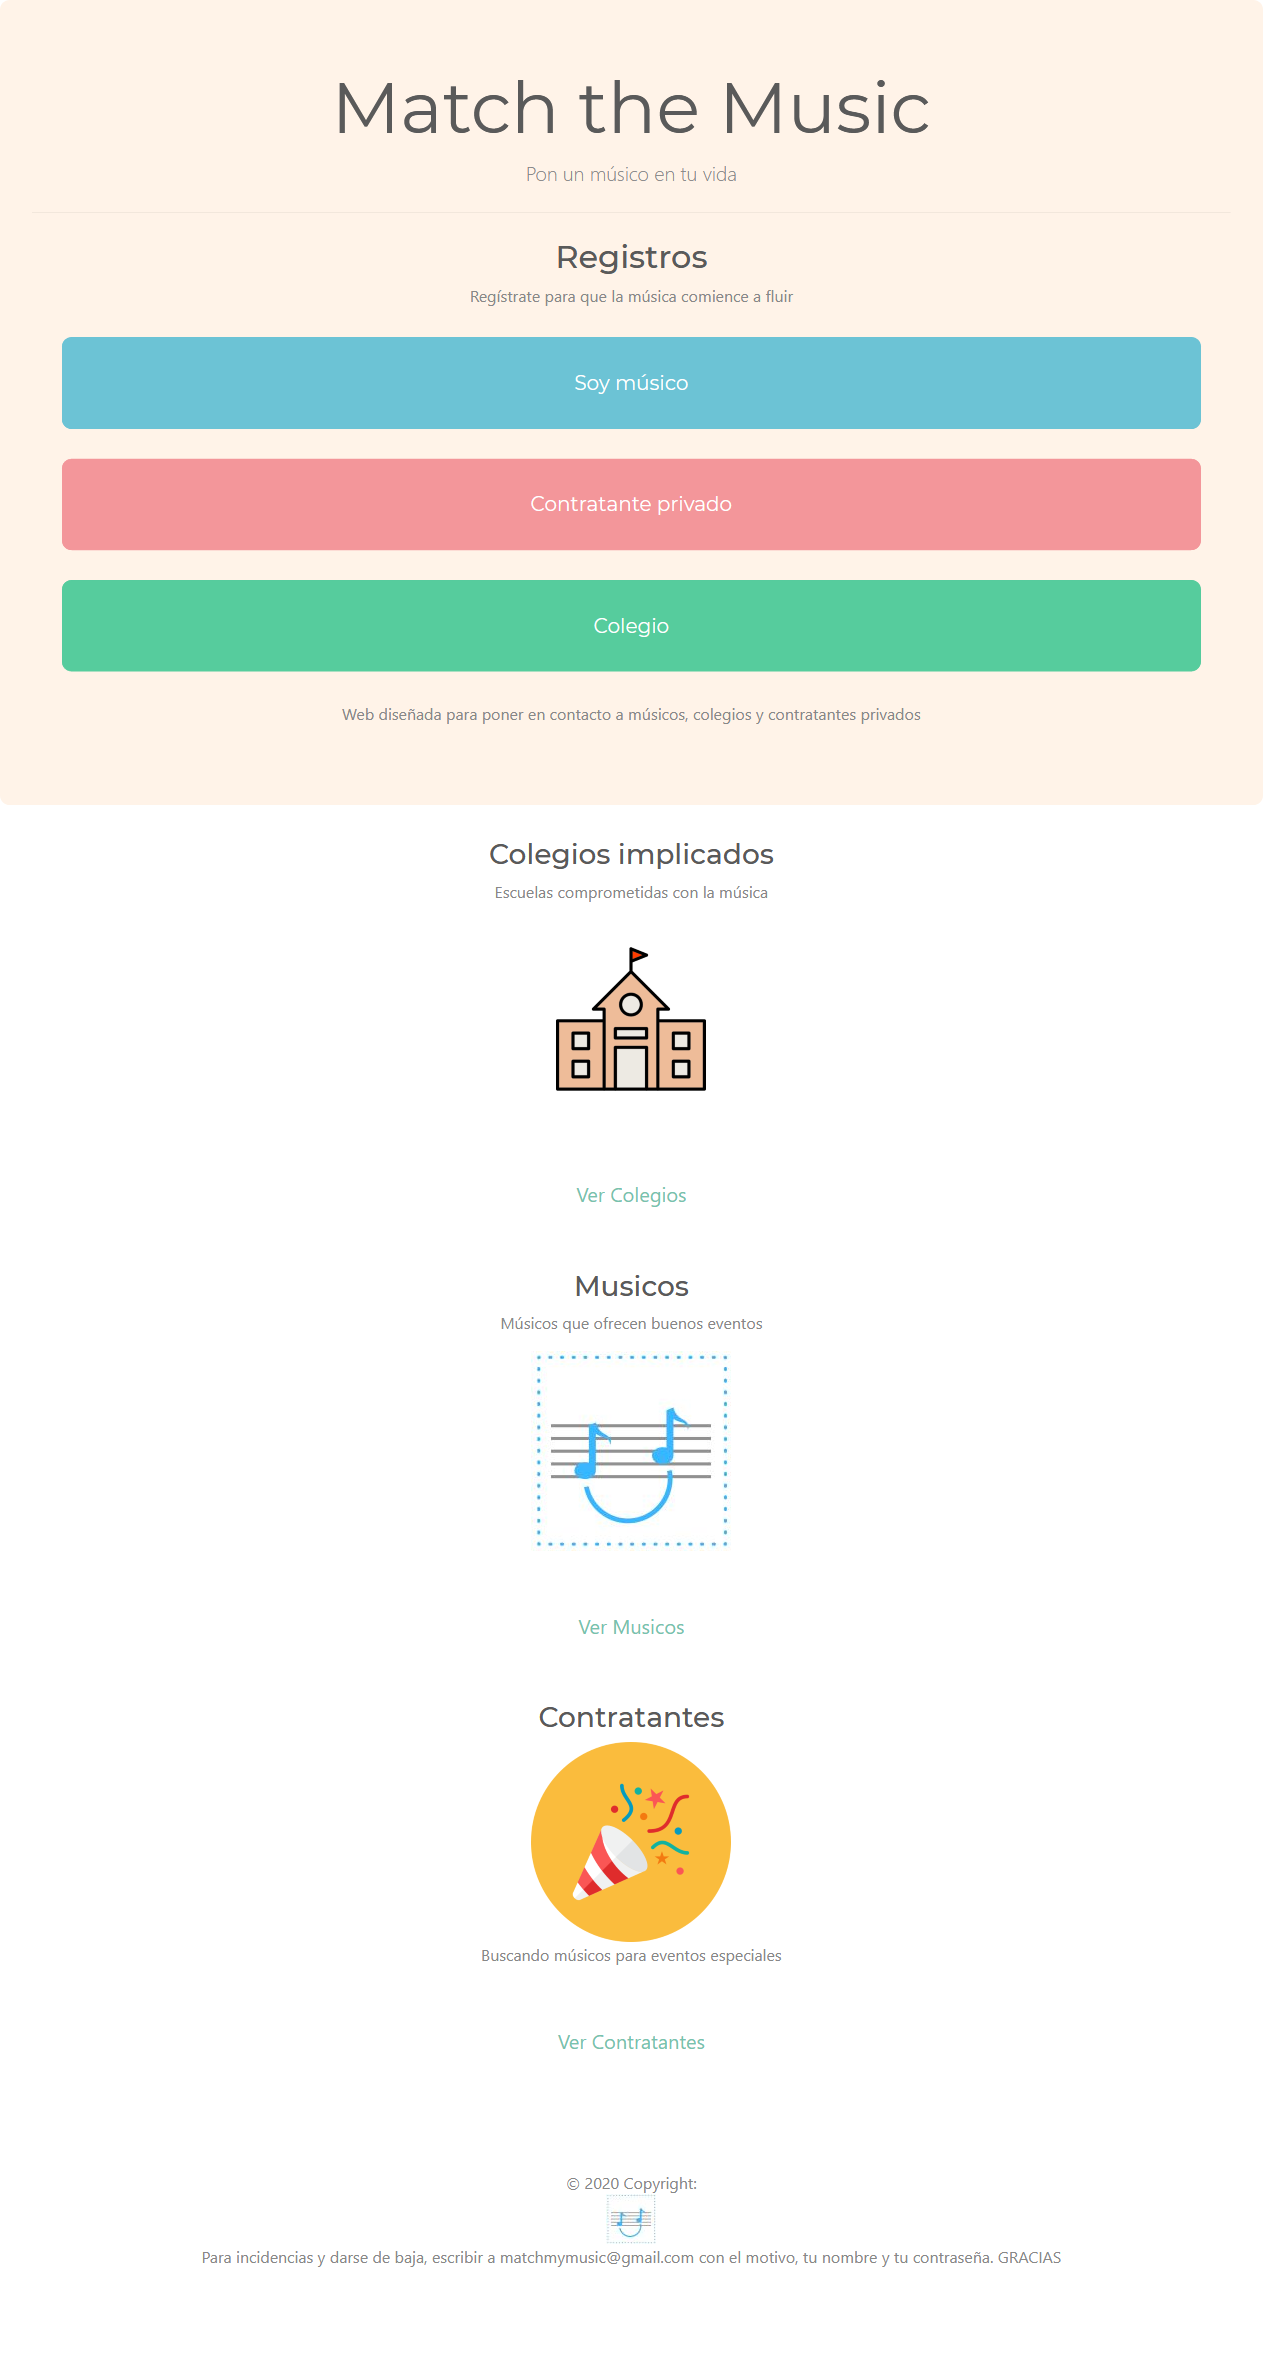 Match the Music
Pon un músico en tu vida
Registros
Regístrate para que la música comience a fluir
Soy músico
Contratante privado
Colegio
Web diseñada para poner en contacto a músicos, colegios y contratantes privados
Colegios implicados
Escuelas comprometidas con la música
Ver Colegios
Musicos
Músicos que ofrecen buenos eventos
Ver Musicos
Contratantes
Buscando músicos para eventos especiales
Ver Contratantes
© 2020 Copyright:
Para incidencias y darse de baja, escribir a matchmymusic@gmail.com con el motivo, tu nombre y tu contraseña. GRACIAS